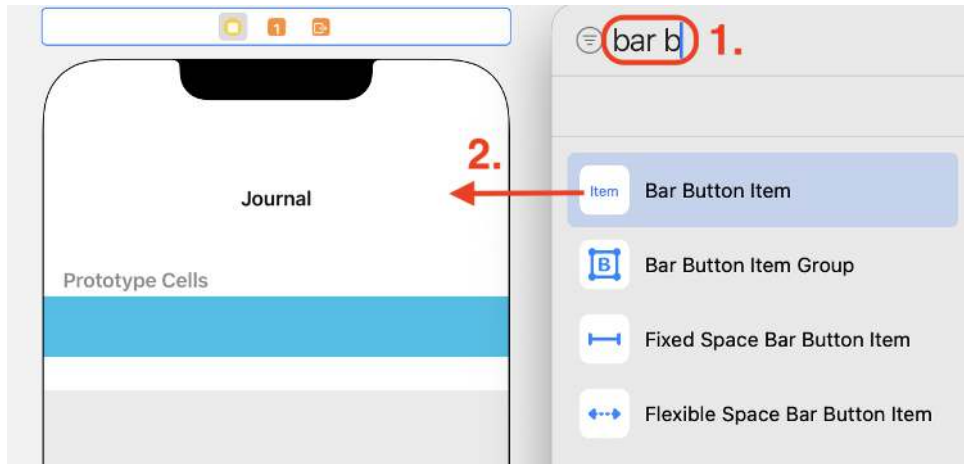 1
bar b
1.
2.
Journal
Item
Bar Button Item
B
Bar Button Item Group
Prototype Cells
Fixed Space Bar Button Item
Flexible Space Bar Button Item